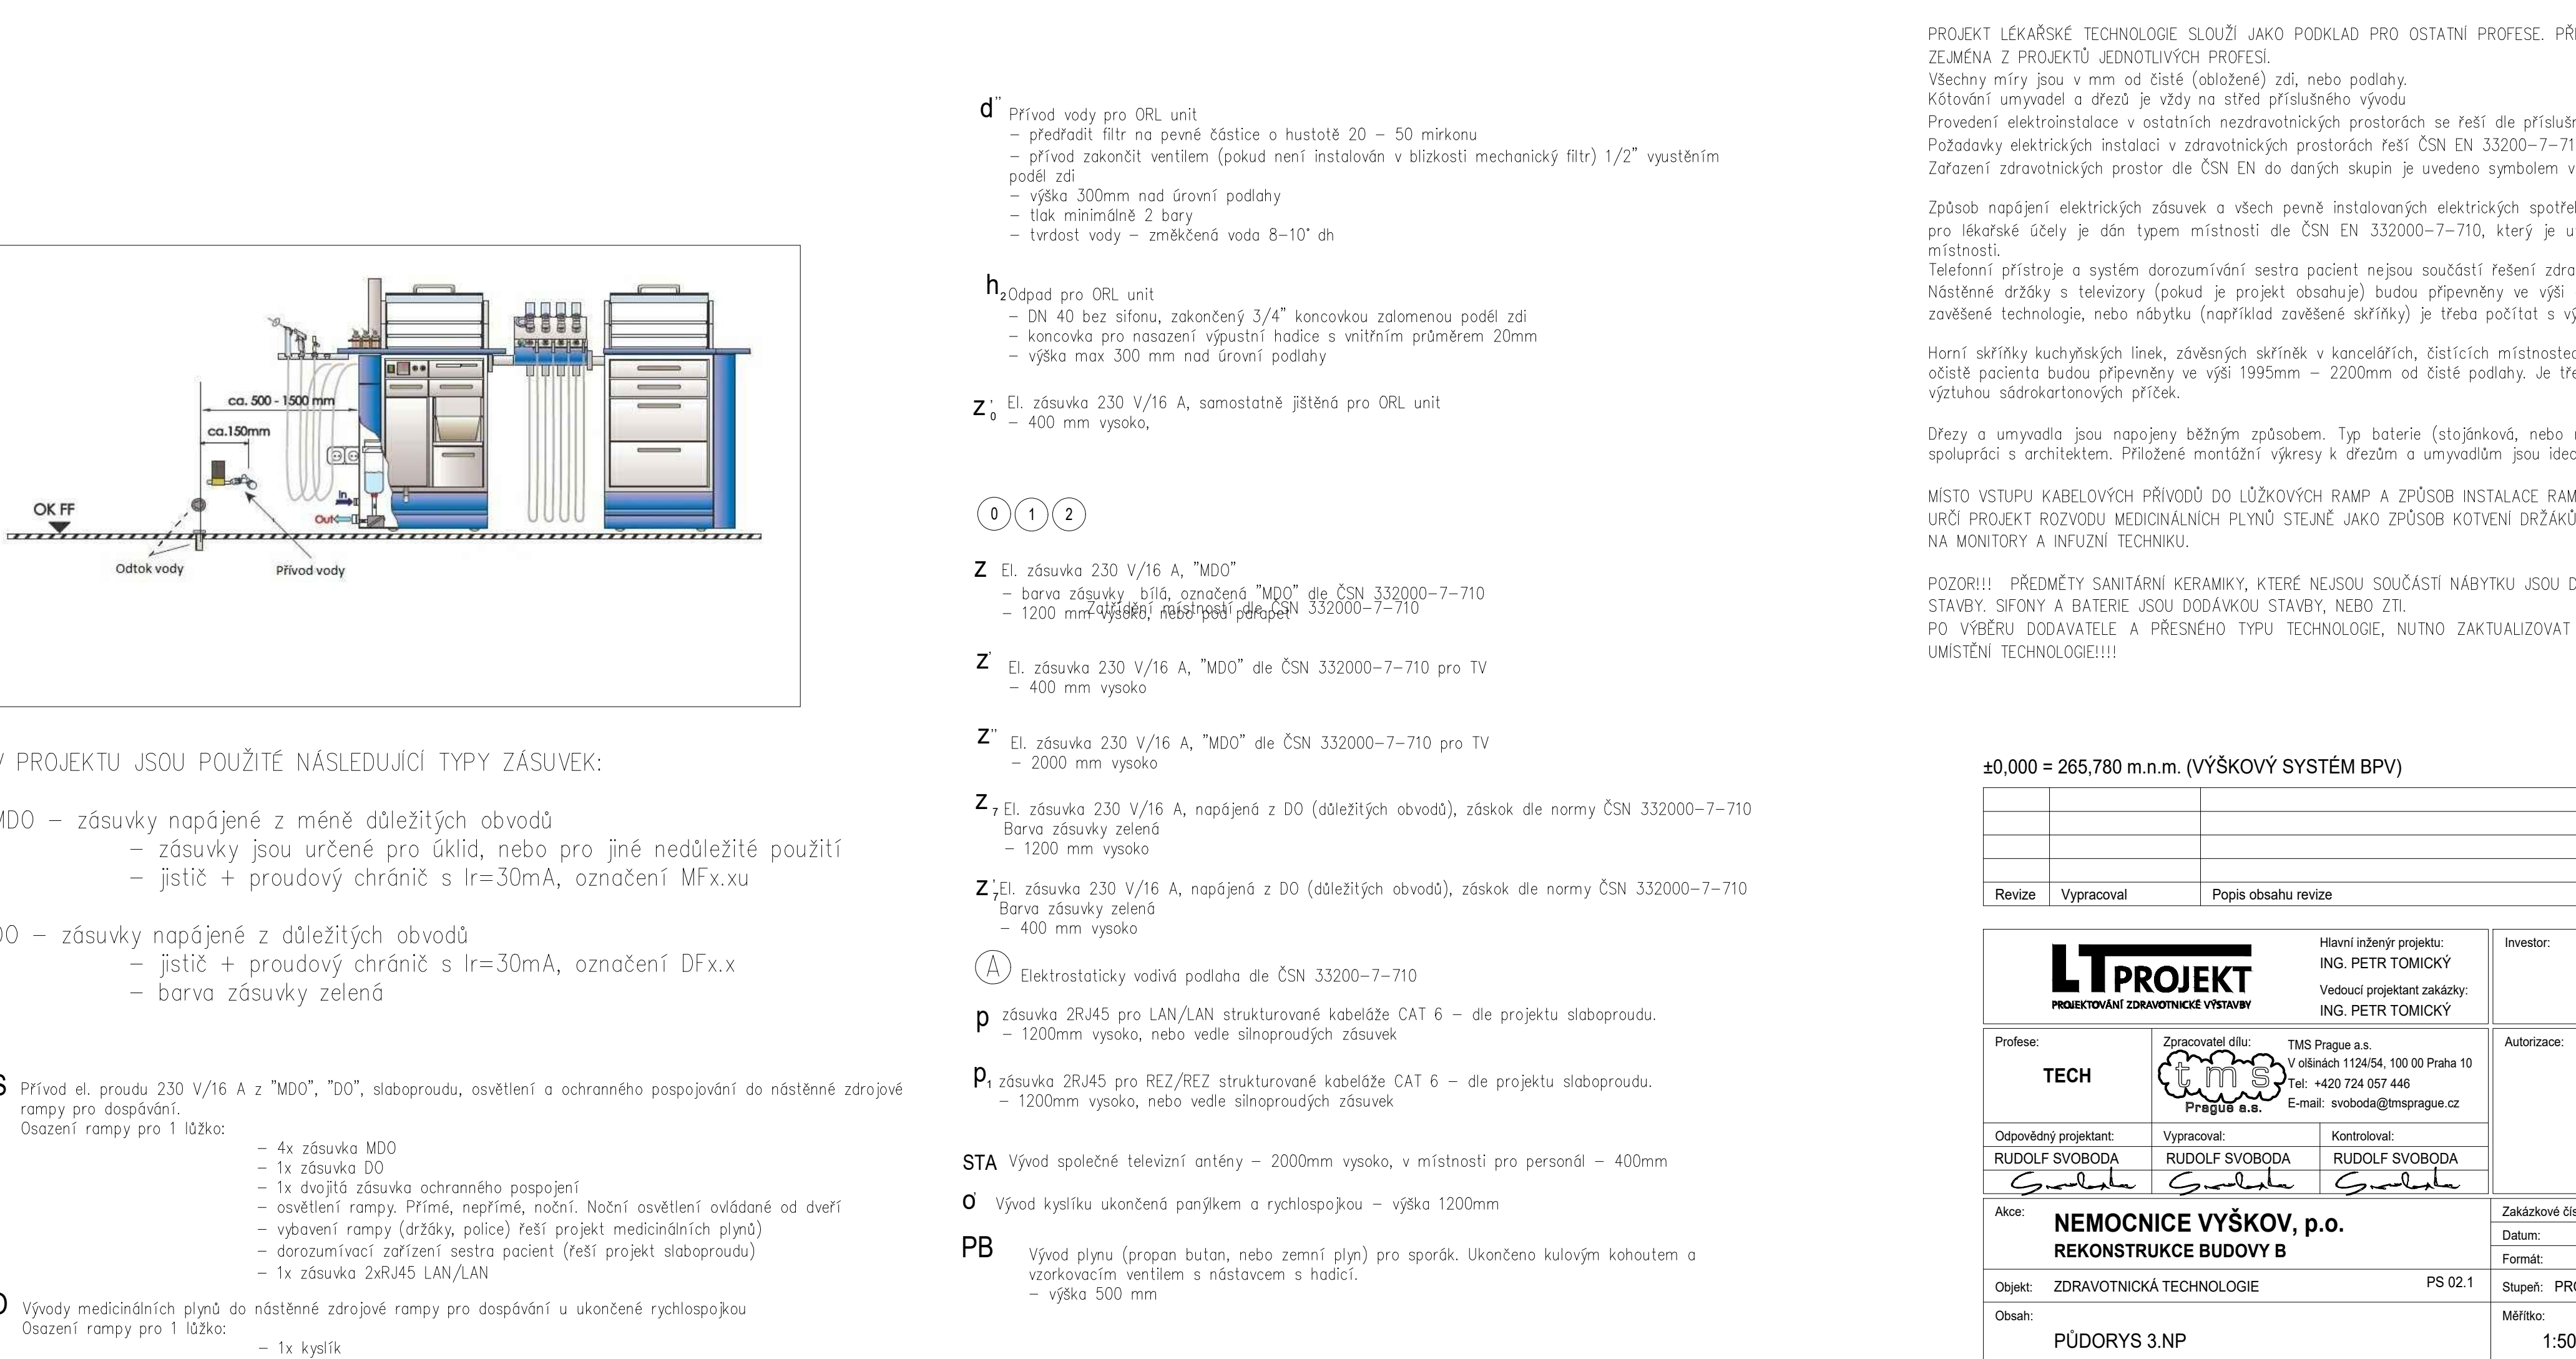 ca. 500 - 1500 mm
ca.150mm
In
Out
OK FF
Odtok vody
Přívod vody
V PROJEKTU JSOU POUŽITÉ NÁSLEDUJÍCÍ TYPY ZÁSUVEK:
MDO – zásuvky napájené z méně důležitých obvodů
– zásuvky jsou určené pro úklid, nebo pro jiné nedůležité použití
– jistič + proudový chránič s Ir=30mA, označení MFx.xu
DO – zásuvky napájené z důležitých obvodů
– jistič + proudový chránič s Ir=30mA, označení DFx.x
– barva zásuvky zelená
S Přívod el. proudu 230 V/16 A z "MDO", "DO", slaboproudu, osvětlení a ochranného pospojování do nástěnné zdrojové
rampy pro dospávání.
Osazení rampy pro 1 lůžko:
– 4x zásuvka MDO
– 1x zásuvka DO
– 1x dvojitá zásuvka ochranného pospojení
– osvětlení rampy. Přímé, nepřímé, noční. Noční osvětlení ovládané od dveří
– vybavení rampy (držáky, police) řeší projekt medicinálních plynů)
– dorozumívací zařízení sestra pacient (řeší projekt slaboproudu)
– 1x zásuvka 2xRJ45 LAN/LAN
Vývody medicinálních plynů do nástěnné zdrojové rampy pro dospávání u ukončené rychlospojkou
Osazení rampy pro 1 lůžko:
– 1x kyslík
d'' Přívod vody pro ORL unit
– předřadit filtr na pevné částice o hustotě 20 – 50 mirkonu
– přívod zakončit ventilem (pokud není instalován v blizkosti mechanický filtr) 1/2" vyustěním
podél zdi
– výška 300mm nad úrovní podlahy
– tlak minimálně 2 bary
– tvrdost vody – změkčená voda 8–10° dh
h2 Odpad pro ORL unit
– DN 40 bez sifonu, zakončený 3/4" koncovkou zalomenou podél zdi
– koncovka pro nasazení výpustní hadice s vnitřním průměrem 20mm
– výška max 300 mm nad úrovní podlahy
z'0 El. zásuvka 230 V/16 A, samostatně jištěná pro ORL unit
– 400 mm vysoko,
0 1 2
Zatřídění místností dle ČSN 332000–7–710
z El. zásuvka 230 V/16 A, "MDO"
– barva zásuvky bílá, označená "MDO" dle ČSN 332000–7–710
– 1200 mm vysoko, nebo pod parapet
z' El. zásuvka 230 V/16 A, "MDO" dle ČSN 332000–7–710 pro TV
– 400 mm vysoko
z'' El. zásuvka 230 V/16 A, "MDO" dle ČSN 332000–7–710 pro TV
– 2000 mm vysoko
z7 El. zásuvka 230 V/16 A, napájená z DO (důležitých obvodů), záskok dle normy ČSN 332000–7–710
Barva zásuvky zelená
– 1200 mm vysoko
z'7 El. zásuvka 230 V/16 A, napájená z DO (důležitých obvodů), záskok dle normy ČSN 332000–7–710
Barva zásuvky zelená
– 400 mm vysoko
A Elektrostaticky vodivá podlaha dle ČSN 33200–7–710
p zásuvka 2RJ45 pro LAN/LAN strukturované kabeláže CAT 6 – dle projektu slaboproudu.
– 1200mm vysoko, nebo vedle silnoproudých zásuvek
p1 zásuvka 2RJ45 pro REZ/REZ strukturované kabeláže CAT 6 – dle projektu slaboproudu.
– 1200mm vysoko, nebo vedle silnoproudých zásuvek
STA Vývod společné televizní antény – 2000mm vysoko, v místnosti pro personál – 400mm
o' Vývod kyslíku ukončená panýlkem a rychlospojkou – výška 1200mm
PB Vývod plynu (propan butan, nebo zemní plyn) pro sporák. Ukončeno kulovým kohoutem a
vzorkovacím ventilem s nástavcem s hadicí.
– výška 500 mm
PROJEKT LÉKAŘSKÉ TECHNOLOGIE SLOUŽÍ JAKO PODKLAD PRO OSTATNÍ PROFESE. PŘ
ZEJMÉNA Z PROJEKTŮ JEDNOTLIVÝCH PROFESÍ.
Všechny míry jsou v mm od čisté (obložené) zdi, nebo podlahy.
Kótování umyvadel a dřezů je vždy na střed příslušného vývodu
Provedení elektroinstalace v ostatních nezdravotnických prostorách se řeší dle přísluš
Požadavky elektrických instalaci v zdravotnických prostorách řeší ČSN EN 33200–7–71
Zařazení zdravotnických prostor dle ČSN EN do daných skupin je uvedeno symbolem v
Způsob napájení elektrických zásuvek a všech pevně instalovaných elektrických spotře
pro lékařské účely je dán typem místnosti dle ČSN EN 332000–7–710, který je u
místnosti.
Telefonní přístroje a systém dorozumívání sestra pacient nejsou součástí řešení zdra
Nástěnné držáky s televizory (pokud je projekt obsahuje) budou připevněny ve výši
zavěšené technologie, nebo nábytku (například zavěšené skříňky) je třeba počítat s vý
Horní skříňky kuchyňských linek, závěsných skříněk v kancelářích, čistících místnostec
očistě pacienta budou připevněny ve výši 1995mm – 2200mm od čisté podlahy. Je tře
výztuhou sádrokartonových příček.
Dřezy a umyvadla jsou napojeny běžným způsobem. Typ baterie (stojánková, nebo
spolupráci s architektem. Přiložené montážní výkresy k dřezům a umyvadlům jsou idec
MÍSTO VSTUPU KABELOVÝCH PŘÍVODŮ DO LŮŽKOVÝCH RAMP A ZPŮSOB INSTALACE RAM
URČÍ PROJEKT ROZVODU MEDICINÁLNÍCH PLYNŮ STEJNĚ JAKO ZPŮSOB KOTVENÍ DRŽÁKŮ
NA MONITORY A INFUZNÍ TECHNIKU.
POZOR!!! PŘEDMĚTY SANITÁRNÍ KERAMIKY, KTERÉ NEJSOU SOUČÁSTÍ NÁBYTKU JSOU D
STAVBY. SIFONY A BATERIE JSOU DODÁVKOU STAVBY, NEBO ZTI.
PO VÝBĚRU DODAVATELE A PŘESNÉHO TYPU TECHNOLOGIE, NUTNO ZAKTUALIZOVAT
UMÍSTĚNÍ TECHNOLOGIE!!!!
±0,000 = 265,780 m.n.m. (VÝŠKOVÝ SYSTÉM BPV)
Revize Vypracoval Popis obsahu revize
LT PROJEKT
PROJEKTOVÁNÍ ZDRAVOTNICKÉ VÝSTAVBY
Hlavní inženýr projektu:
ING. PETR TOMICKÝ
Vedoucí projektant zakázky:
ING. PETR TOMICKÝ
Investor:
Profese:
TECH
Zpracovatel dílu:
tms
Prague a.s.
TMS Prague a.s.
V olšinách 1124/54, 100 00 Praha 10
Tel: +420 724 057 446
E-mail: svoboda@tmsprague.cz
Autorizace:
Odpovědný projektant: Vypracoval: Kontroloval:
RUDOLF SVOBODA RUDOLF SVOBODA RUDOLF SVOBODA
Akce:
NEMOCNICE VYŠKOV, p.o.
REKONSTRUKCE BUDOVY B
Zakázkové čís
Datum:
Formát:
Objekt: ZDRAVOTNICKÁ TECHNOLOGIE PS 02.1
Stupeň: PR
Obsah:
PŮDORYS 3.NP
Měřítko:
1:50